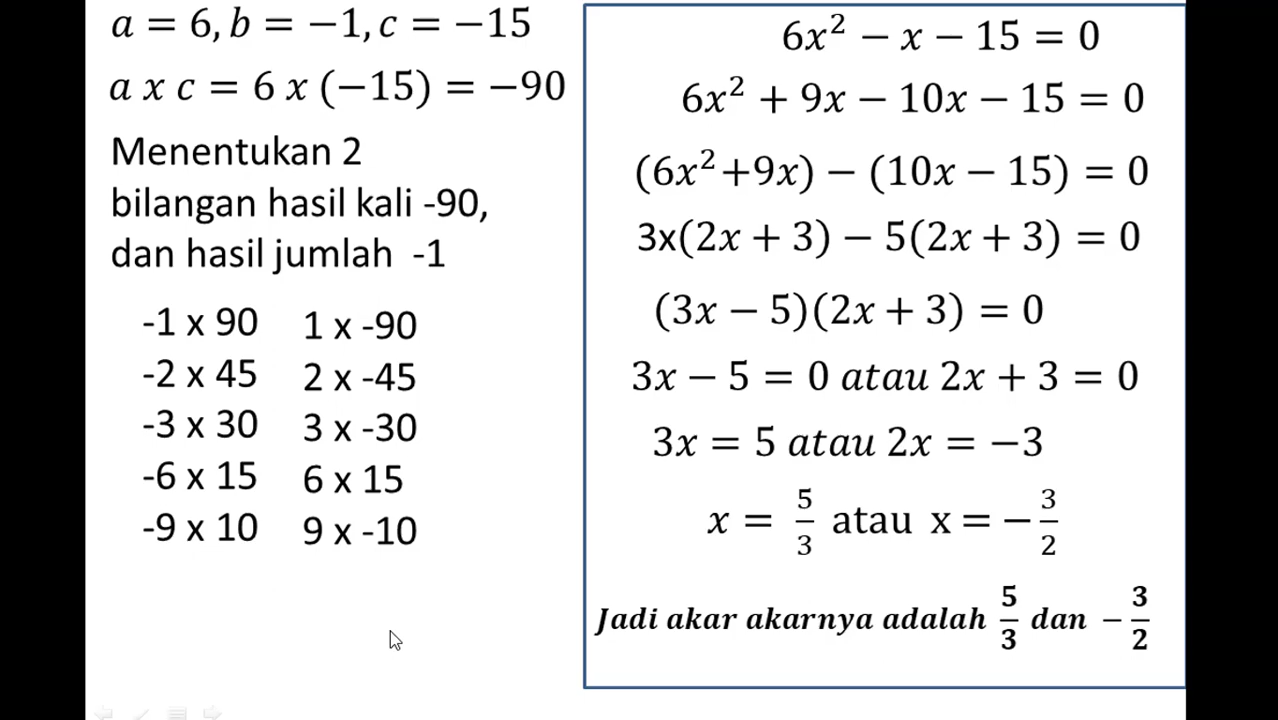 a = 6, b = −1, c = −15
a x c = 6 x (−15) = −90
Menentukan 2
bilangan hasil kali -90,
dan hasil jumlah -1
-1 x 90 1 x -90
-2 x 45 2 x -45
-3 x 30 3 x -30
-6 x 15 6 x 15
-9 x 10 9 x -10
6x² − x − 15 = 0
6x² + 9x − 10x − 15 = 0
(6x²+9x) − (10x − 15) = 0
3x(2x + 3) − 5(2x + 3) = 0
(3x − 5)(2x + 3) = 0
3x − 5 = 0 atau 2x + 3 = 0
3x = 5 atau 2x = −3
x = 5/3 atau x = − 3/2
Jadi akar akarnya adalah 5/3 dan − 3/2